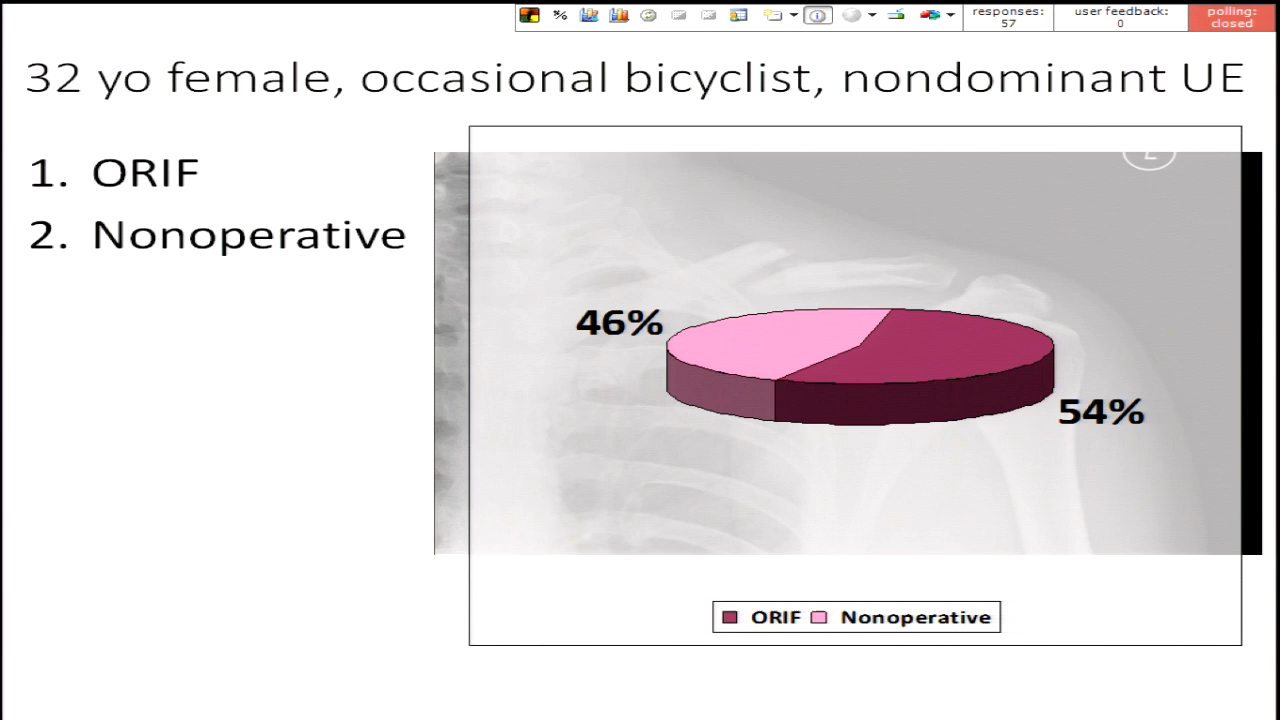 responses:
57
user feedback:
0
polling:
closed
%
32 yo female, occasional bicyclist, nondominant UE
1. ORIF
2. Nonoperative
L
46%
54%
ORIF Nonoperative